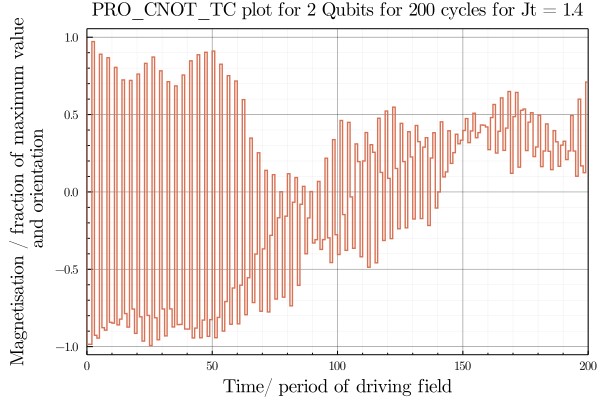 PRO_CNOT_TC plot for 2 Qubits for 200 cycles for Jt = 1.4
Magnetisation / fraction of maximum value
and orientation
1.0
0.5
0.0
−0.5
−1.0
0
50
100
150
200
Time/ period of driving field